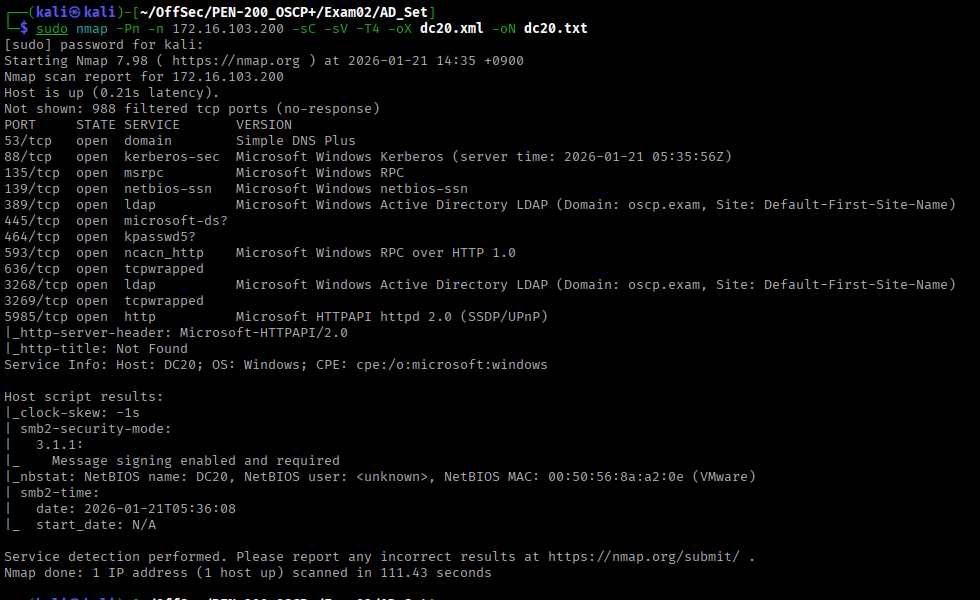 ┌──(kali㉿kali)-[~/OffSec/PEN-200_OSCP+/Exam02/AD_Set]
└─$ sudo nmap -Pn -n 172.16.103.200 -sC -sV -T4 -oX dc20.xml -oN dc20.txt
[sudo] password for kali:
Starting Nmap 7.98 ( https://nmap.org ) at 2026-01-21 14:35 +0900
Nmap scan report for 172.16.103.200
Host is up (0.21s latency).
Not shown: 988 filtered tcp ports (no-response)
PORT     STATE SERVICE       VERSION
53/tcp   open  domain        Simple DNS Plus
88/tcp   open  kerberos-sec  Microsoft Windows Kerberos (server time: 2026-01-21 05:35:56Z)
135/tcp  open  msrpc         Microsoft Windows RPC
139/tcp  open  netbios-ssn   Microsoft Windows netbios-ssn
389/tcp  open  ldap          Microsoft Windows Active Directory LDAP (Domain: oscp.exam, Site: Default-First-Site-Name)
445/tcp  open  microsoft-ds?
464/tcp  open  kpasswd5?
593/tcp  open  ncacn_http    Microsoft Windows RPC over HTTP 1.0
636/tcp  open  tcpwrapped
3268/tcp open  ldap          Microsoft Windows Active Directory LDAP (Domain: oscp.exam, Site: Default-First-Site-Name)
3269/tcp open  tcpwrapped
5985/tcp open  http          Microsoft HTTPAPI httpd 2.0 (SSDP/UPnP)
|_http-server-header: Microsoft-HTTPAPI/2.0
|_http-title: Not Found
Service Info: Host: DC20; OS: Windows; CPE: cpe:/o:microsoft:windows

Host script results:
|_clock-skew: -1s
| smb2-security-mode:
|   3.1.1:
|_    Message signing enabled and required
|_nbstat: NetBIOS name: DC20, NetBIOS user: <unknown>, NetBIOS MAC: 00:50:56:8a:a2:0e (VMware)
| smb2-time:
|   date: 2026-01-21T05:36:08
|_  start_date: N/A

Service detection performed. Please report any incorrect results at https://nmap.org/submit/ .
Nmap done: 1 IP address (1 host up) scanned in 111.43 seconds